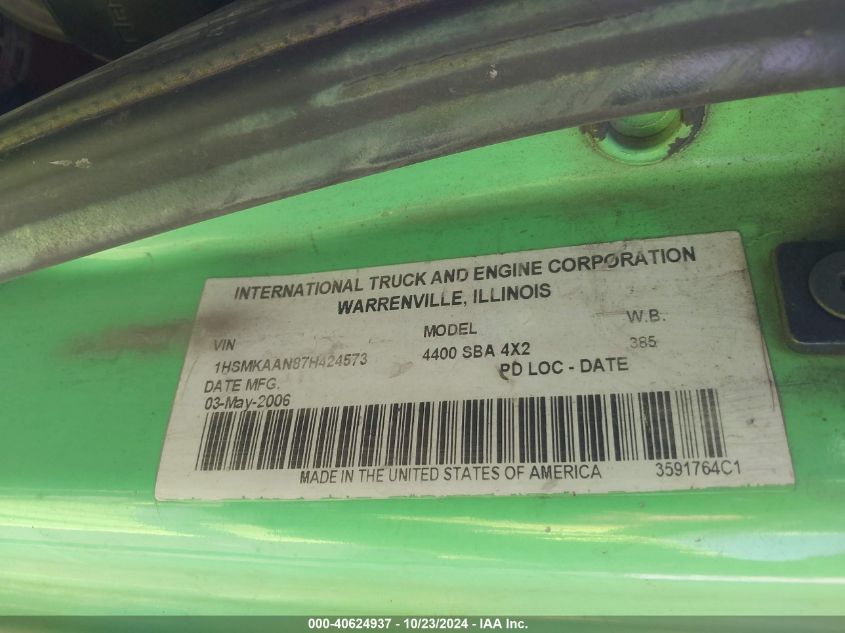 INTERNATIONAL TRUCK AND ENGINE CORPORATION
WARRENVILLE, ILLINOIS
VIN MODEL W.B.
1HSMKAAN87H424573 4400 SBA 4X2 385
DATE MFG. PD LOC - DATE
03-May-2006
MADE IN THE UNITED STATES OF AMERICA 3591764C1
000-40624937 - 10/23/2024 - IAA Inc.